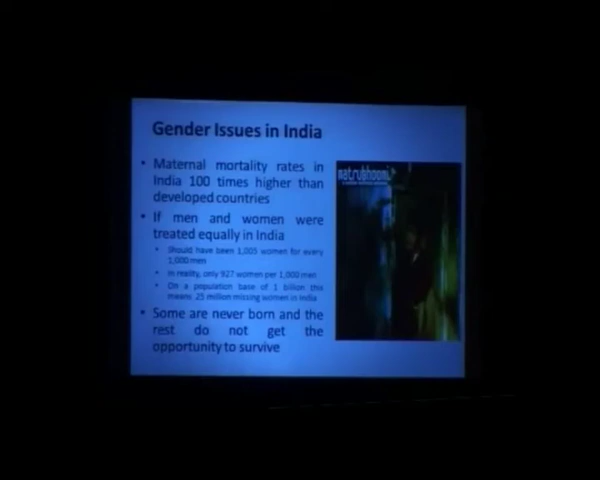 Gender Issues in India
• Maternal mortality rates in
India 100 times higher than
developed countries
• If men and women were
treated equally in India
• Should have been 1,005 women for every
1,000 men
• In reality, only 927 women per 1,000 men
• On a population base of 1 billion this
means 25 million missing women in India
• Some are never born and the
rest do not get the
opportunity to survive
matrubhoomi